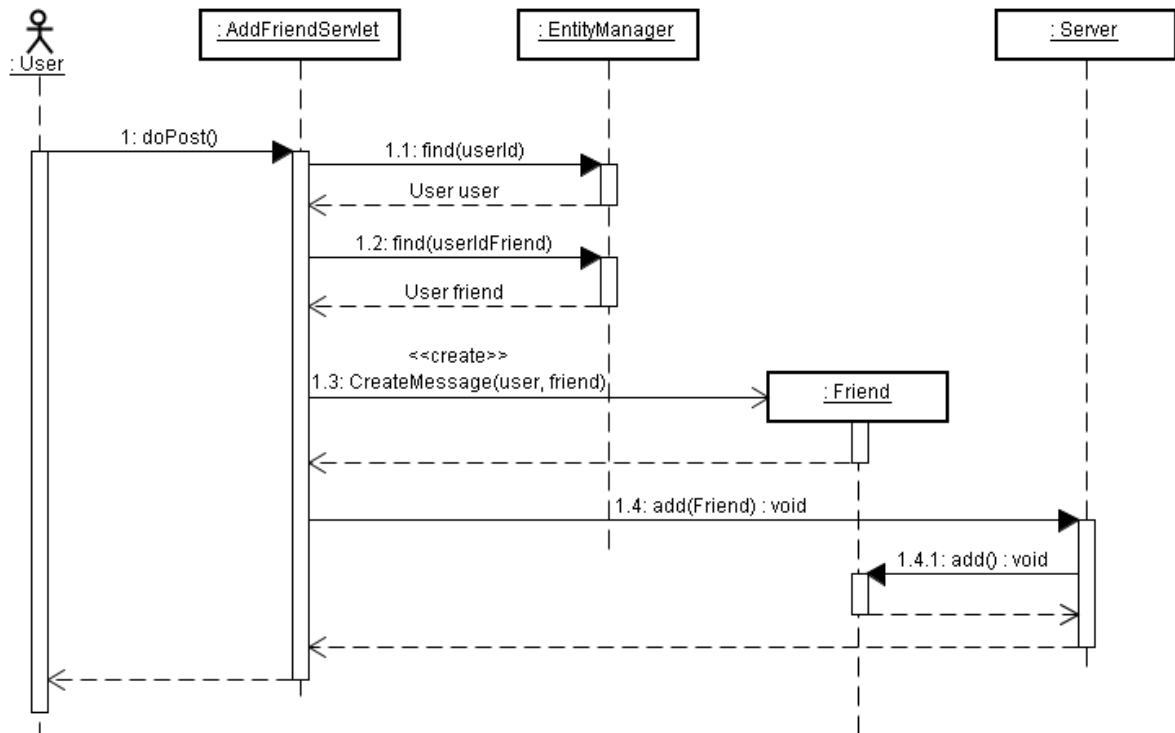 : User
: AddFriendServlet
: EntityManager
: Server
1: doPost()
1.1: find(userId)
User user
1.2: find(userIdFriend)
User friend
<<create>>
1.3: CreateMessage(user, friend)
: Friend
1.4: add(Friend) : void
1.4.1: add() : void